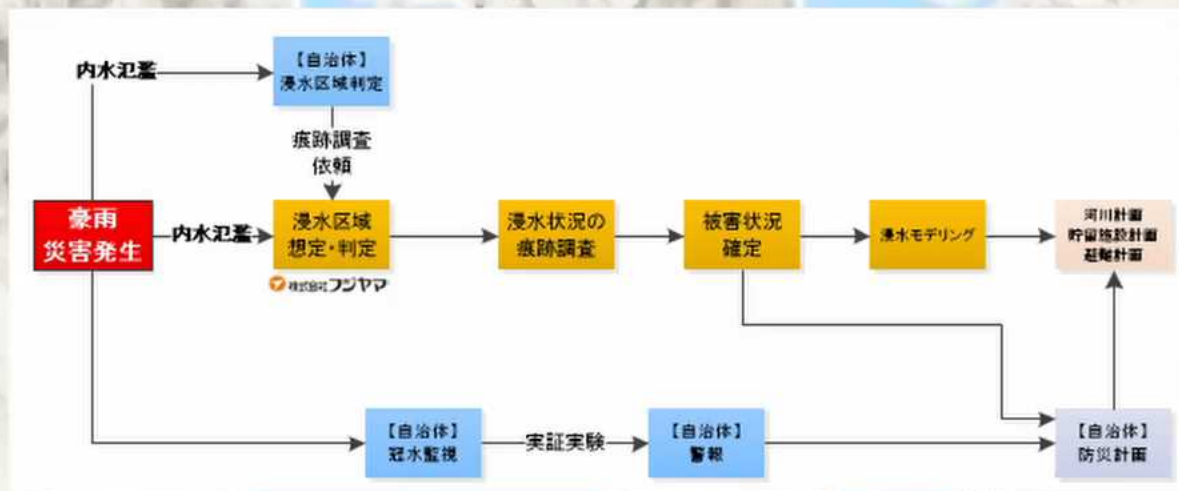 内水氾濫
【自治体】
浸水区域判定
痕跡調査
依頼
豪雨
災害発生
内水氾濫
浸水区域
想定・判定
株式会社フジヤマ
浸水状況の
痕跡調査
被害状況
確定
浸水モデリング
河川計画
貯留施設計画
避難計画
【自治体】
冠水監視
実証実験
【自治体】
警報
【自治体】
防災計画